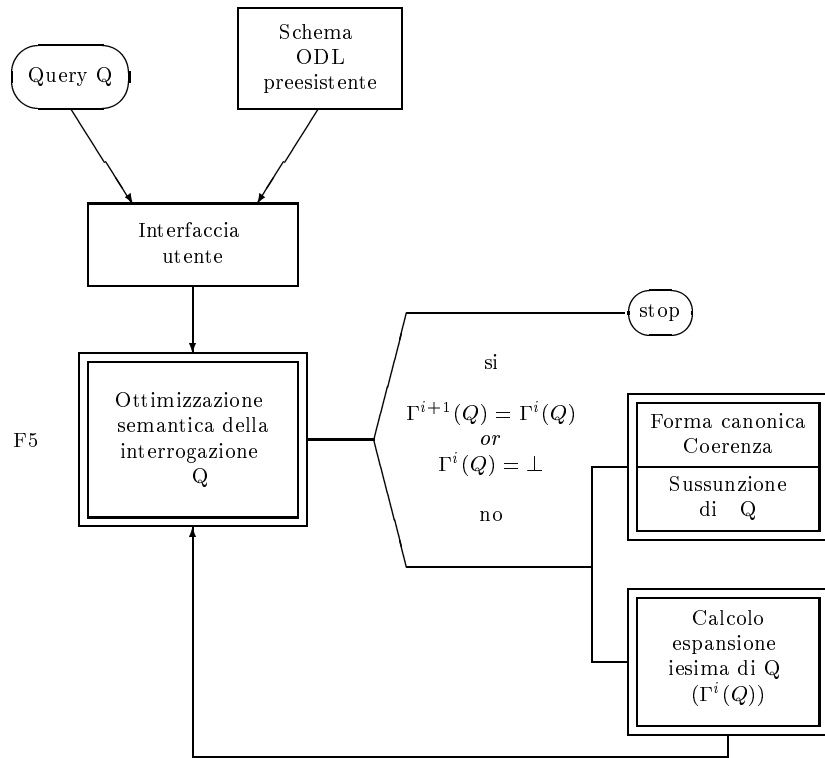 Query Q
Schema
ODL
preesistente
Interfaccia
utente
stop
si
Γ^{i+1}(Q) = Γ^i(Q)
or
Γ^i(Q) = ⊥
no
F5
Ottimizzazione
semantica della
interrogazione
Q
Forma canonica
Coerenza
Sussunzione
di Q
Calcolo
espansione
iesima di Q
(Γ^i(Q))